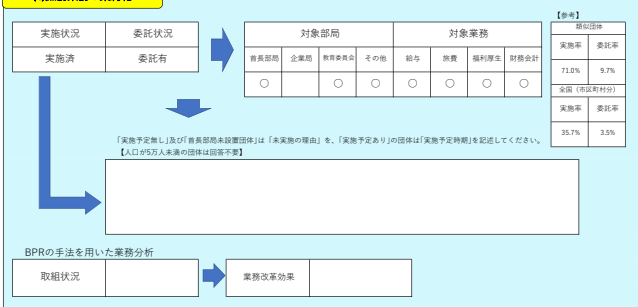 実施状況 委託状況
実施済 委託有
対象部局 対象業務
首長部局 企業局 教育委員会 その他 給与 旅費 福利厚生 財務会計
○ ○ ○ ○ ○ ○ ○
【参考】
類似団体
実施率 委託率
71.0% 9.7%
全国（市区町村分）
実施率 委託率
35.7% 3.5%
「実施予定無し」及び「首長部局未設置団体」は「未実施の理由」を、「実施予定あり」の団体は「実施予定時期」を記述してください。
【人口が5万人未満の団体は回答不要】
BPRの手法を用いた業務分析
取組状況 業務改革効果